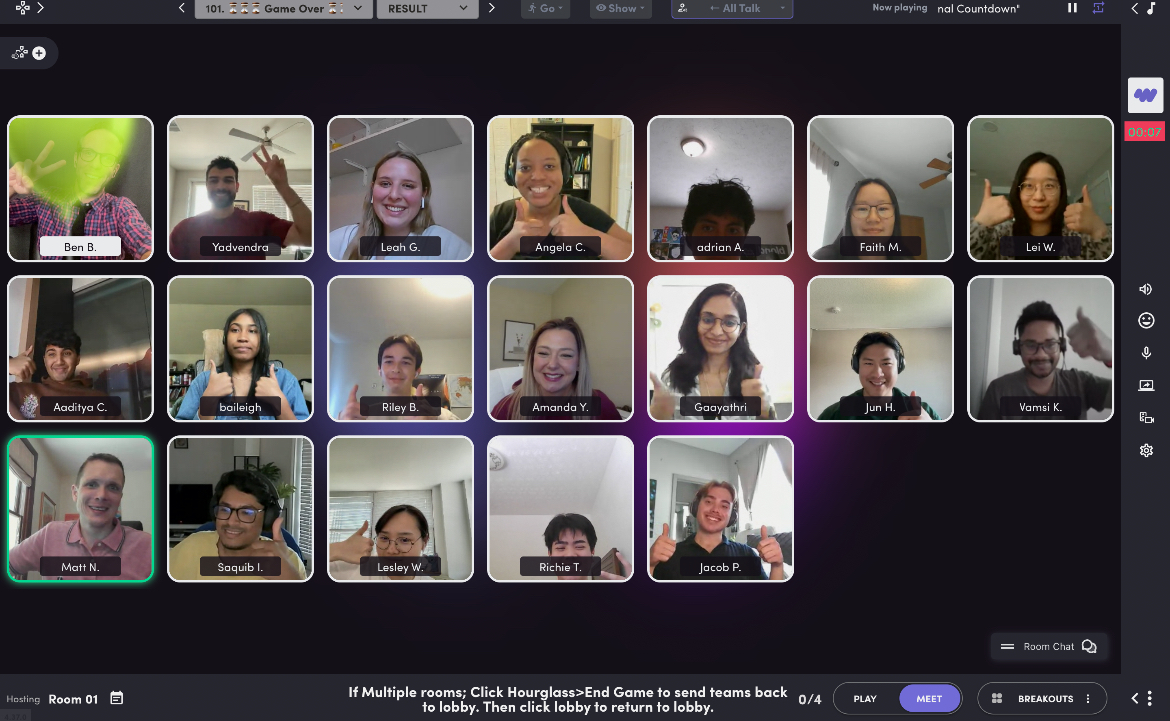 101. ⏳⏳⏳ Game Over ⏳
RESULT
Go
Show
All Talk
Now playing
nal Countdown"
00:07
Ben B.
Yadvendra
Leah G.
Angela C.
adrian A.
Faith M.
Lei W.
Aaditya C.
baileigh
Riley B.
Amanda Y.
Gaayathri
Jun H.
Vamsi K.
Matt N.
Saquib I.
Lesley W.
Richie T.
Jacob P.
Room Chat
Hosting
Room 01
If Multiple rooms; Click Hourglass>End Game to send teams back
to lobby. Then click lobby to return to lobby.
0/4
PLAY
MEET
BREAKOUTS